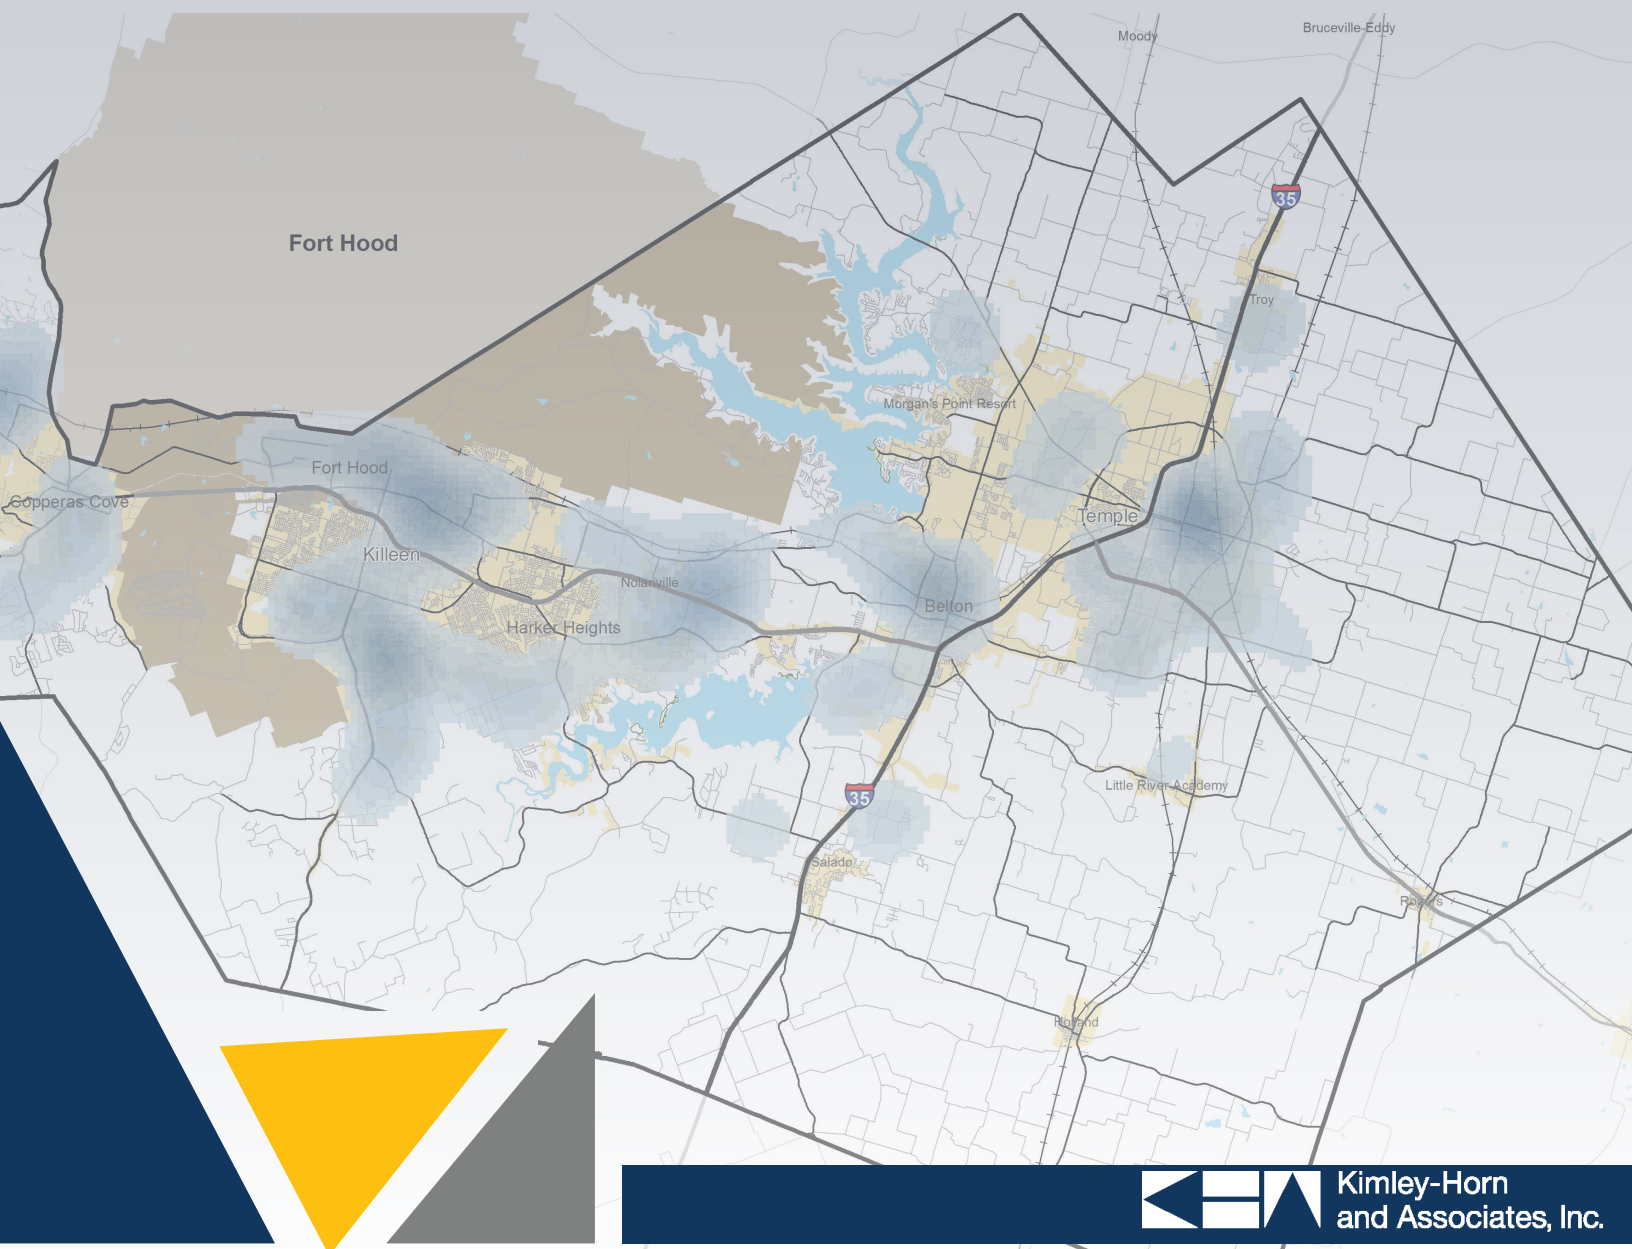 Bruceville-Eddy
Moody
35
Fort Hood
Troy
Morgan's Point Resort
Fort Hood
Copperas Cove
Temple
Killeen
Nolanville
Belton
Harker Heights
Little River-Academy
35
Salado
Rogers
Holland
Kimley-Horn
and Associates, Inc.